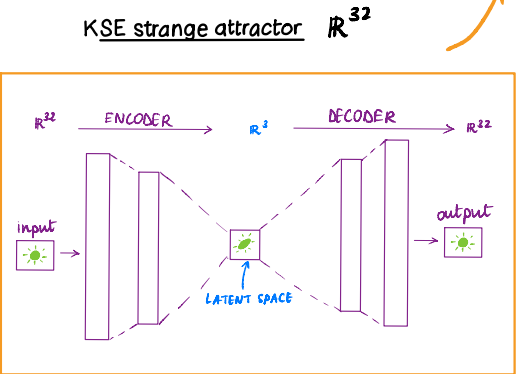 KSE strange attractor ℝ³²
ℝ³² ENCODER ℝ³ DECODER ℝ³²
input
output
LATENT SPACE